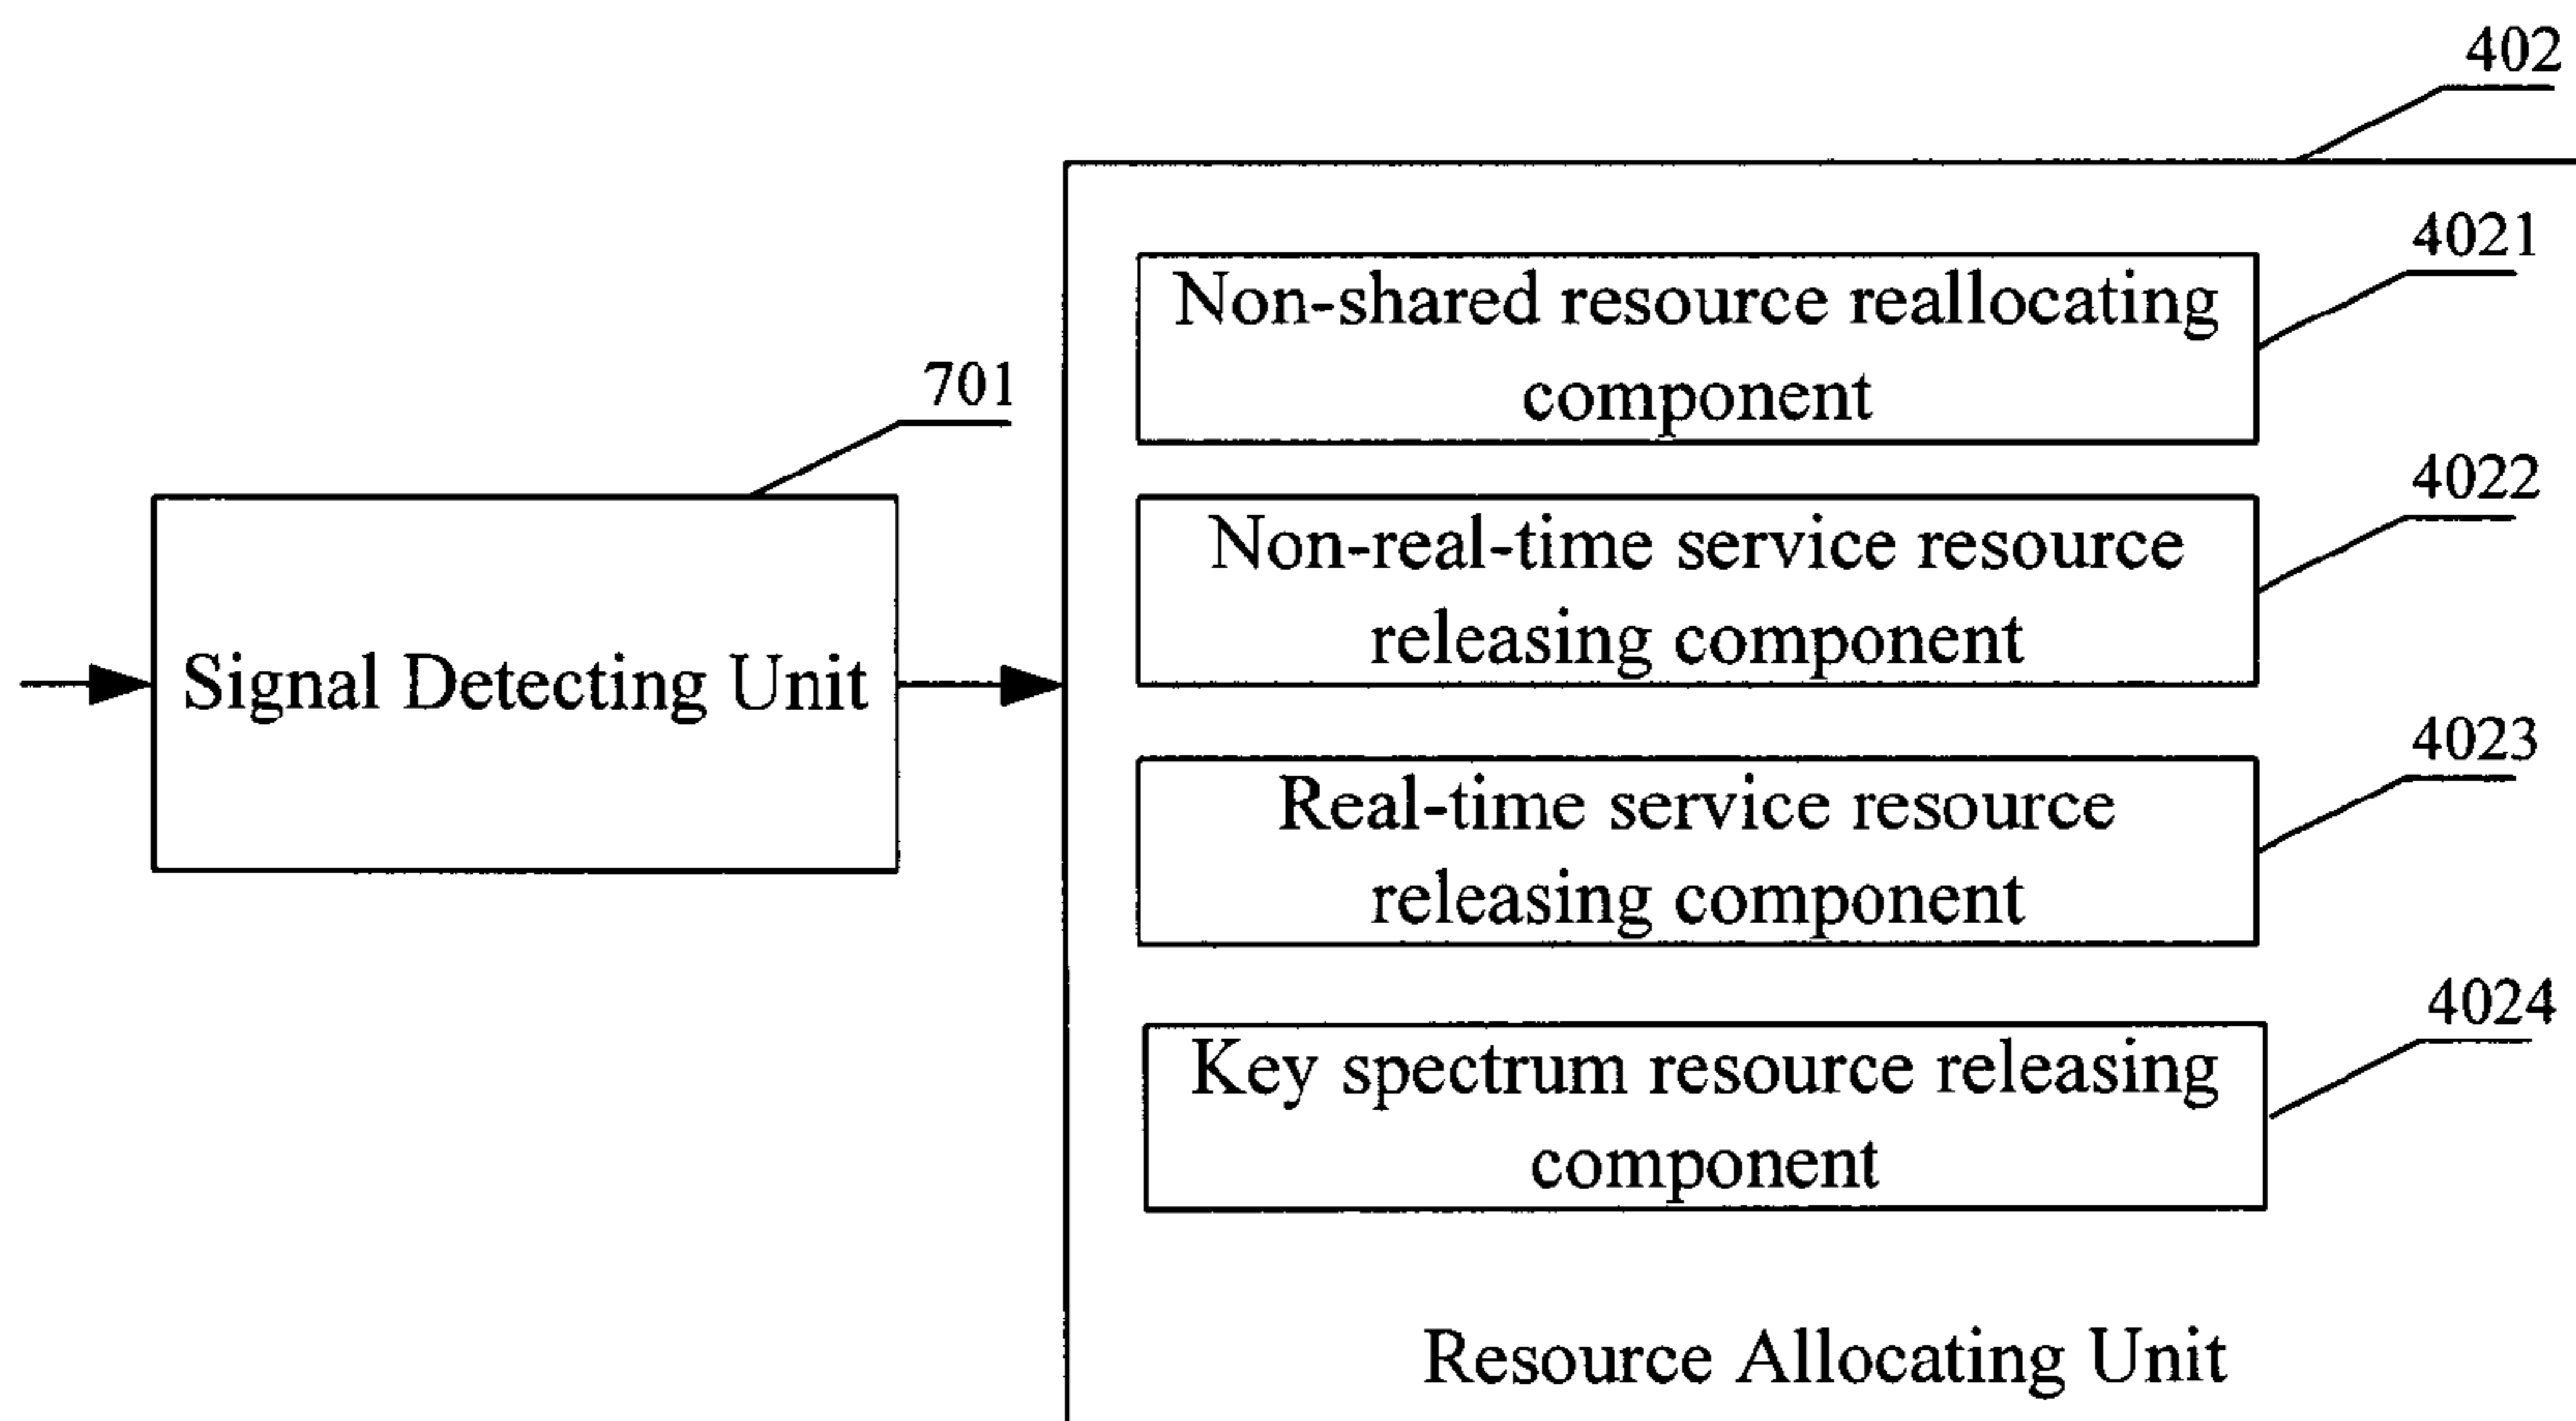 402
4021
Non-shared resource reallocating
component
701
4022
Non-real-time service resource
releasing component
Signal Detecting Unit
4023
Real-time service resource
releasing component
4024
Key spectrum resource releasing
component
Resource Allocating Unit